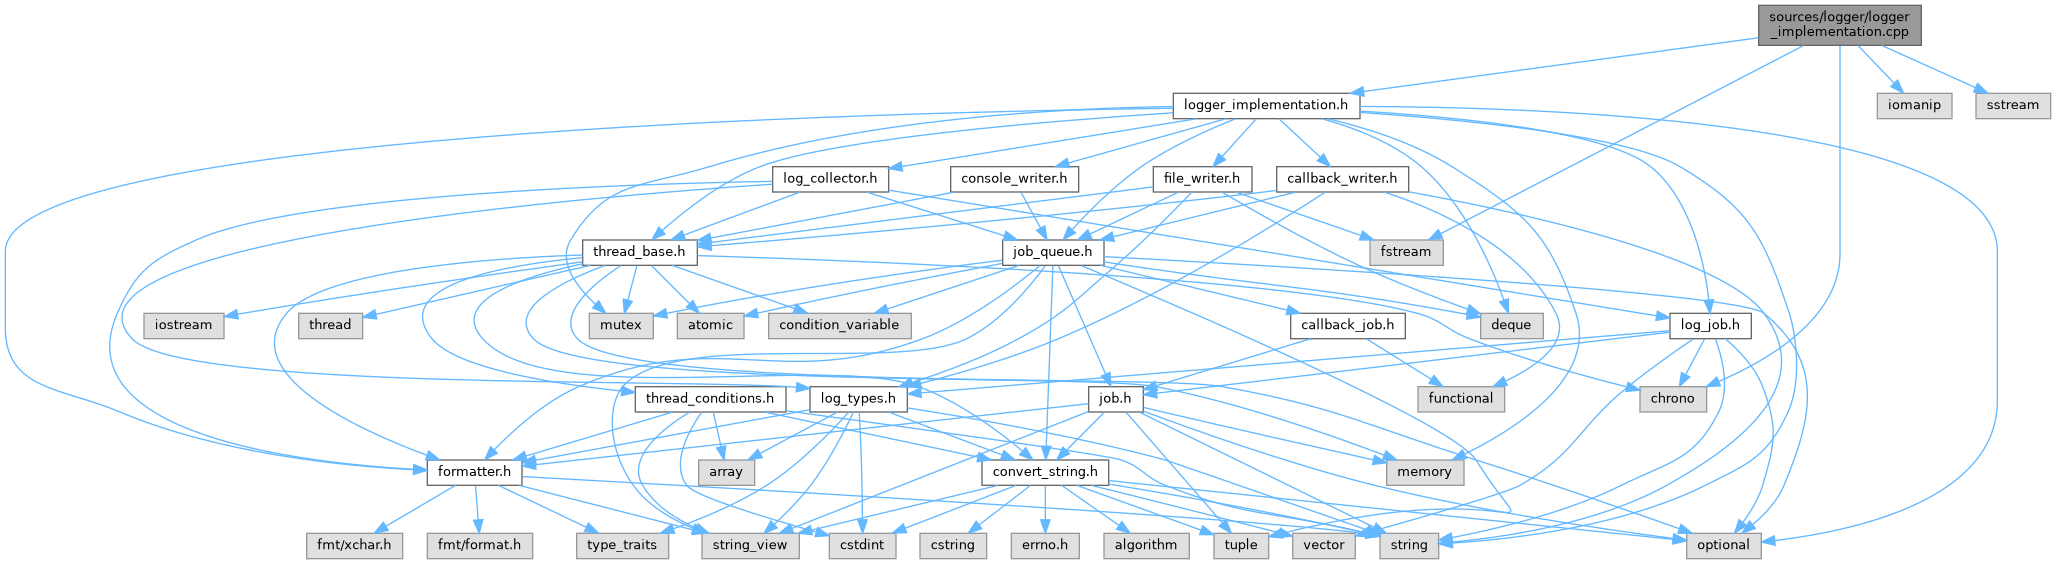 sources/logger/logger
_implementation.cpp
logger_implementation.h
iomanip
sstream
log_collector.h
console_writer.h
file_writer.h
callback_writer.h
thread_base.h
job_queue.h
fstream
iostream
thread
mutex
atomic
condition_variable
callback_job.h
deque
log_job.h
thread_conditions.h
log_types.h
job.h
functional
chrono
formatter.h
array
convert_string.h
memory
fmt/xchar.h
fmt/format.h
type_traits
string_view
cstdint
cstring
errno.h
algorithm
tuple
vector
string
optional